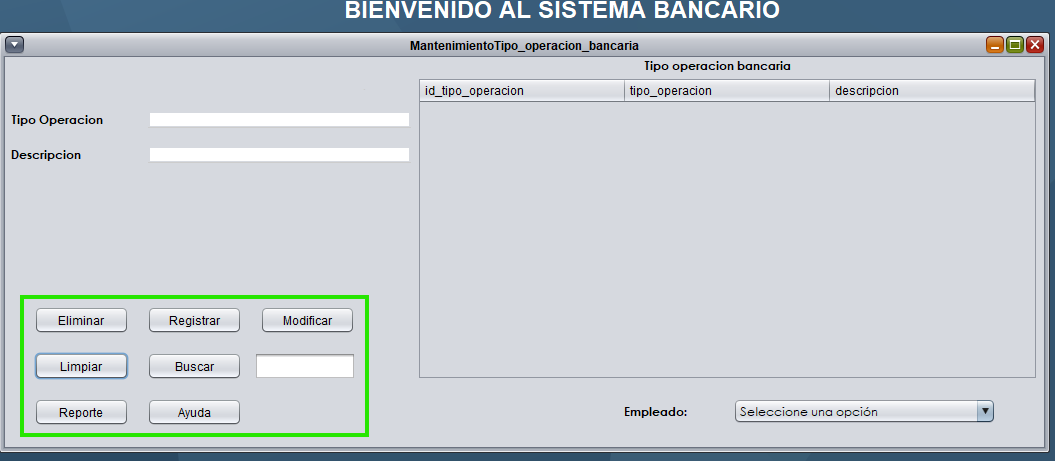 BIENVENIDO AL SISTEMA BANCARIO
MantenimientoTipo_operacion_bancaria
Tipo operacion bancaria
id_tipo_operacion tipo_operacion descripcion
Tipo Operacion
Descripcion
Eliminar Registrar Modificar
Limpiar Buscar
Reporte Ayuda
Empleado: Seleccione una opción